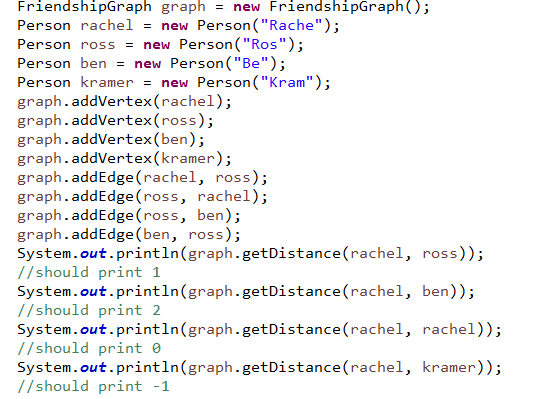 FriendshipGraph graph = new FriendshipGraph();
Person rachel = new Person("Rache");
Person ross = new Person("Ros");
Person ben = new Person("Be");
Person kramer = new Person("Kram");
graph.addVertex(rachel);
graph.addVertex(ross);
graph.addVertex(ben);
graph.addVertex(kramer);
graph.addEdge(rachel, ross);
graph.addEdge(ross, rachel);
graph.addEdge(ross, ben);
graph.addEdge(ben, ross);
System.out.println(graph.getDistance(rachel, ross));
//should print 1
System.out.println(graph.getDistance(rachel, ben));
//should print 2
System.out.println(graph.getDistance(rachel, rachel));
//should print 0
System.out.println(graph.getDistance(rachel, kramer));
//should print -1